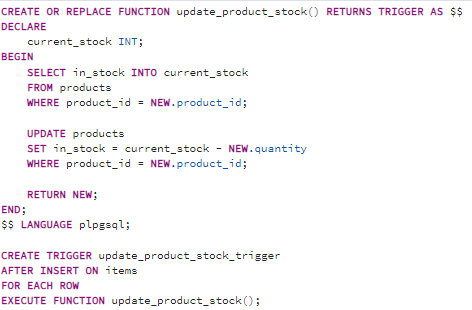 CREATE OR REPLACE FUNCTION update_product_stock() RETURNS TRIGGER AS $$
DECLARE
    current_stock INT;
BEGIN
    SELECT in_stock INTO current_stock
    FROM products
    WHERE product_id = NEW.product_id;

    UPDATE products
    SET in_stock = current_stock - NEW.quantity
    WHERE product_id = NEW.product_id;

    RETURN NEW;
END;
$$ LANGUAGE plpgsql;

CREATE TRIGGER update_product_stock_trigger
AFTER INSERT ON items
FOR EACH ROW
EXECUTE FUNCTION update_product_stock();